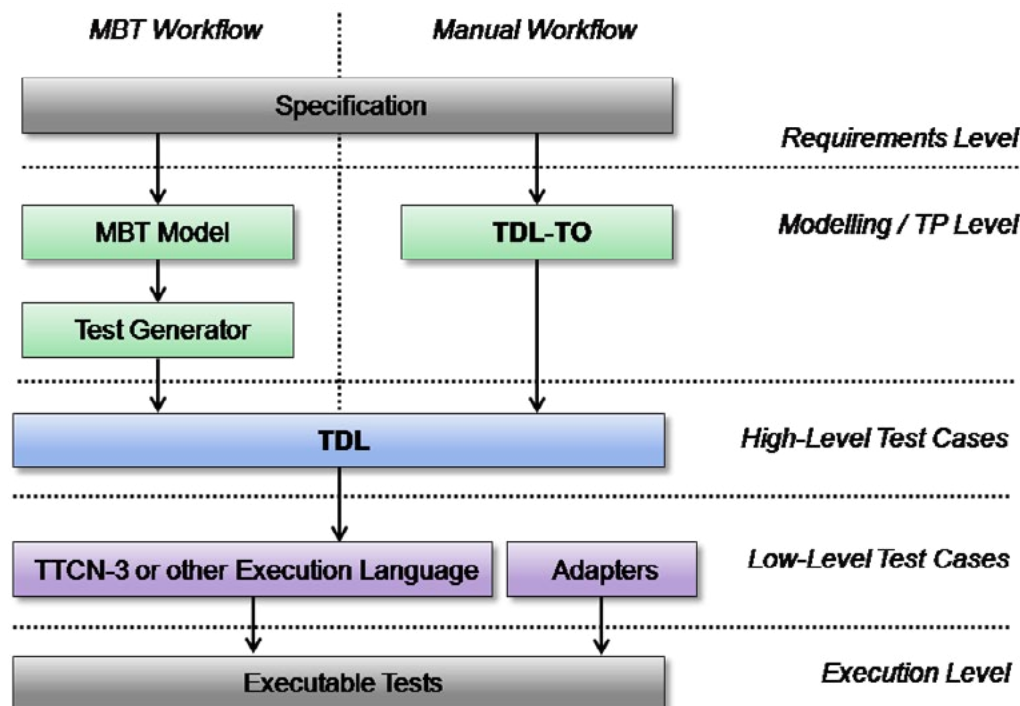 MBT Workflow
Manual Workflow
Specification
Requirements Level
MBT Model
TDL-TO
Modelling / TP Level
Test Generator
TDL
High-Level Test Cases
TTCN-3 or other Execution Language
Adapters
Low-Level Test Cases
Executable Tests
Execution Level